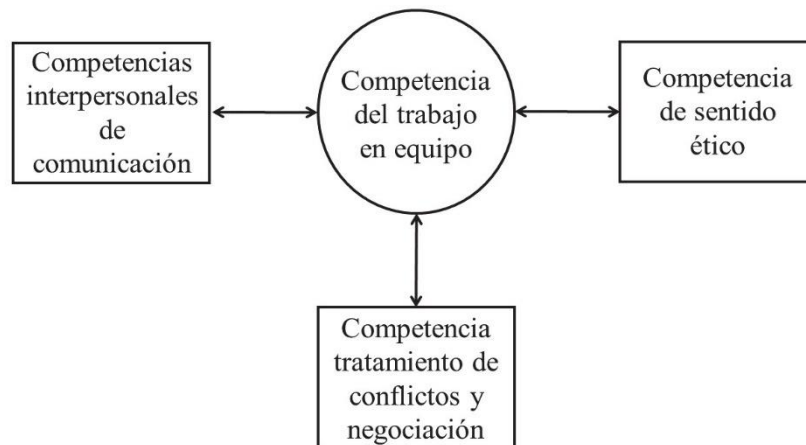 Competencias
interpersonales
de
comunicación
Competencia
del trabajo
en equipo
Competencia
de sentido
ético
Competencia
tratamiento de
conflictos y
negociación